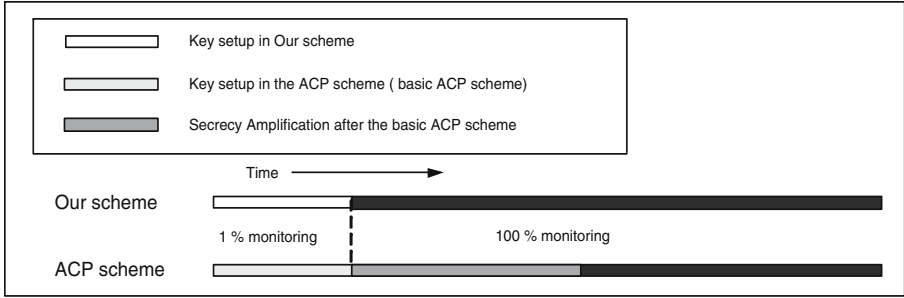 Key setup in Our scheme
Key setup in the ACP scheme ( basic ACP scheme)
Secrecy Amplification after the basic ACP scheme
Time
Our scheme
1 % monitoring
100 % monitoring
ACP scheme